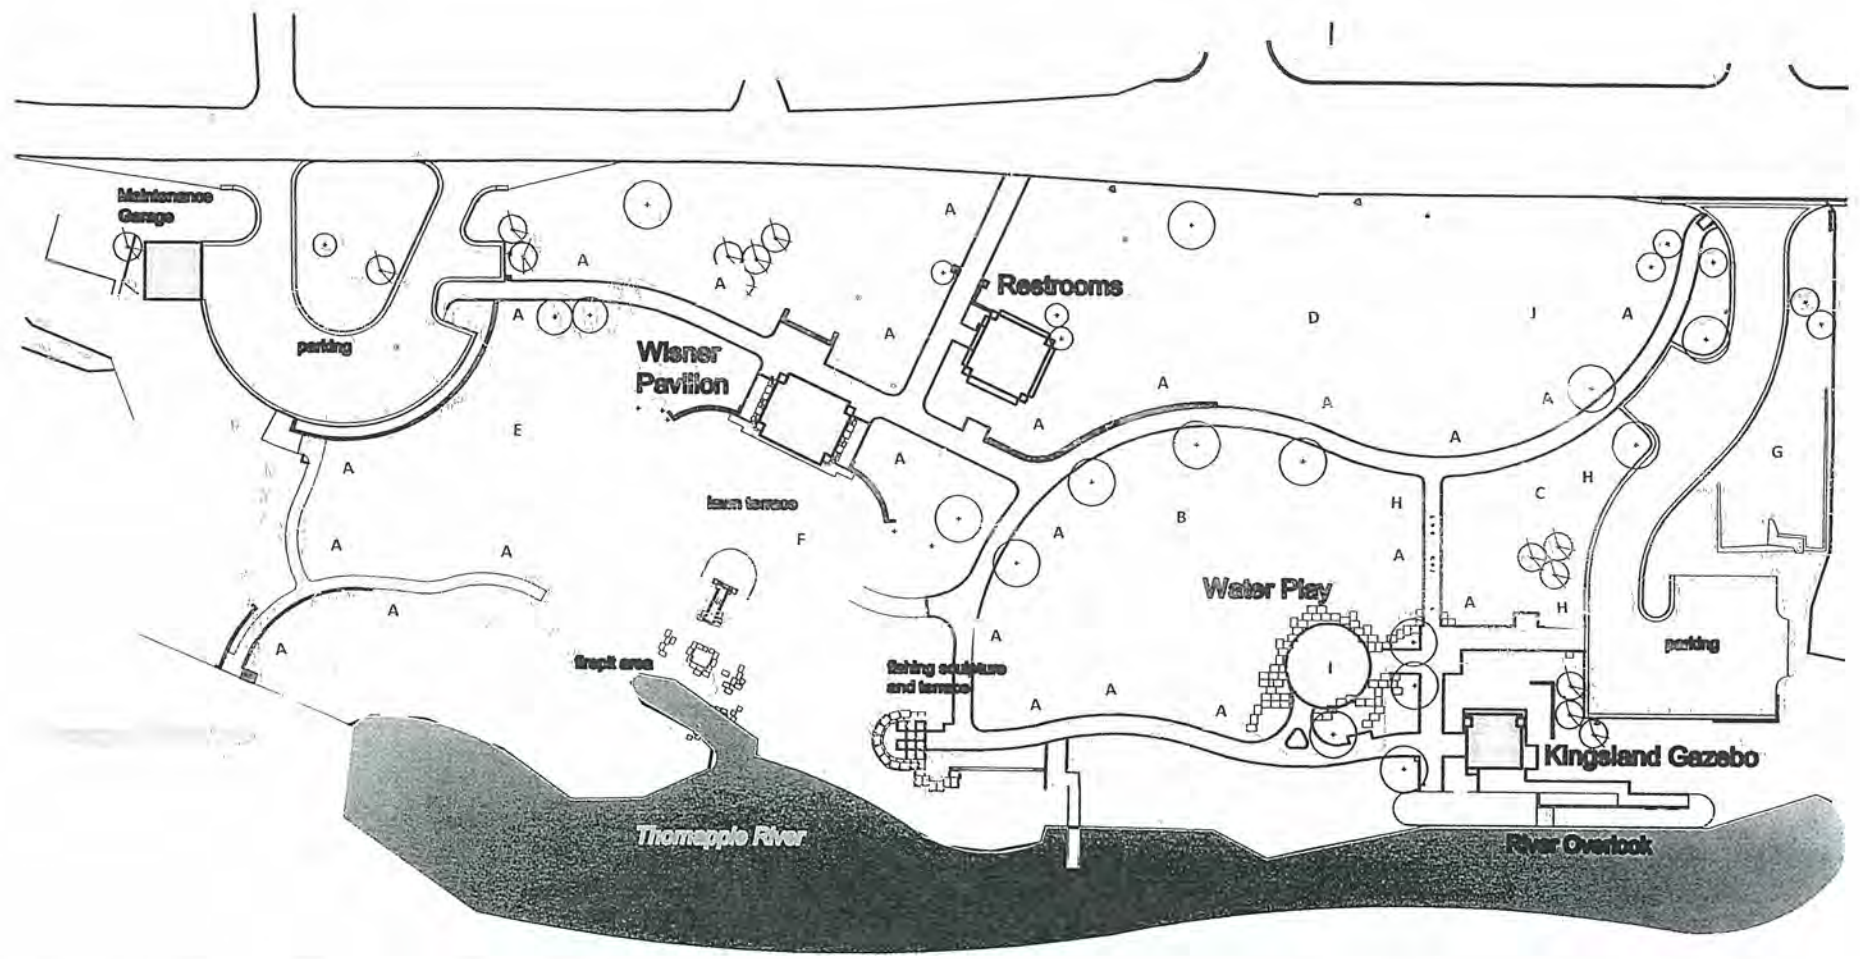 Maintenance
Garage
A
Restrooms
A
A
A
D
J
A
parking
A
Wisner
Pavilion
A
A
A
A
E
A
A
A
H
C
H
G
lawn terrace
B
F
A
A
A
A
Water Play
A
H
A
A
A
firepit area
fishing sculpture
and terrace
parking
I
A
A
A
Kingsland Gazebo
Thornapple River
River Overlook